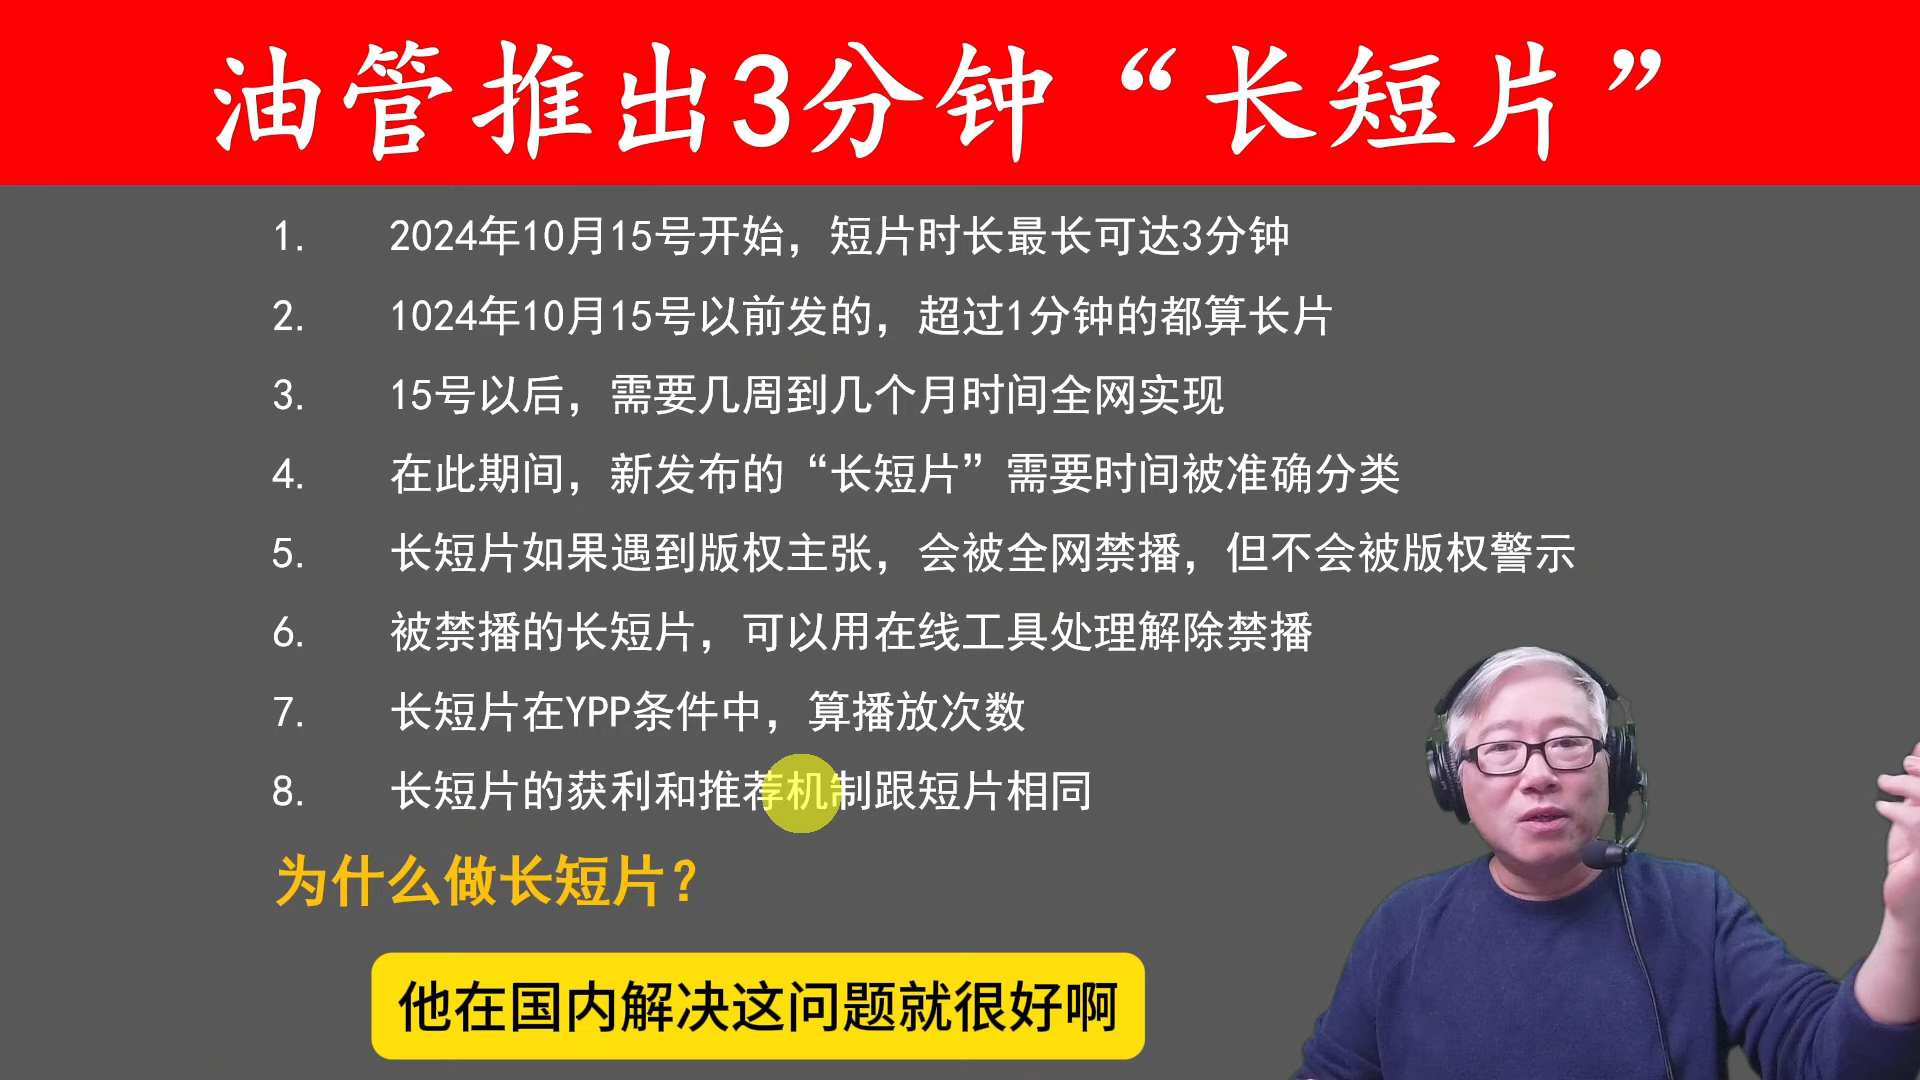 油管推出3分钟“长短片”
1. 2024年10月15号开始，短片时长最长可达3分钟
2. 1024年10月15号以前发的，超过1分钟的都算长片
3. 15号以后，需要几周到几个月时间全网实现
4. 在此期间，新发布的“长短片”需要时间被准确分类
5. 长短片如果遇到版权主张，会被全网禁播，但不会被版权警示
6. 被禁播的长短片，可以用在线工具处理解除禁播
7. 长短片在YPP条件中，算播放次数
8. 长短片的获利和推荐机制跟短片相同
为什么做长短片？
他在国内解决这问题就很好啊